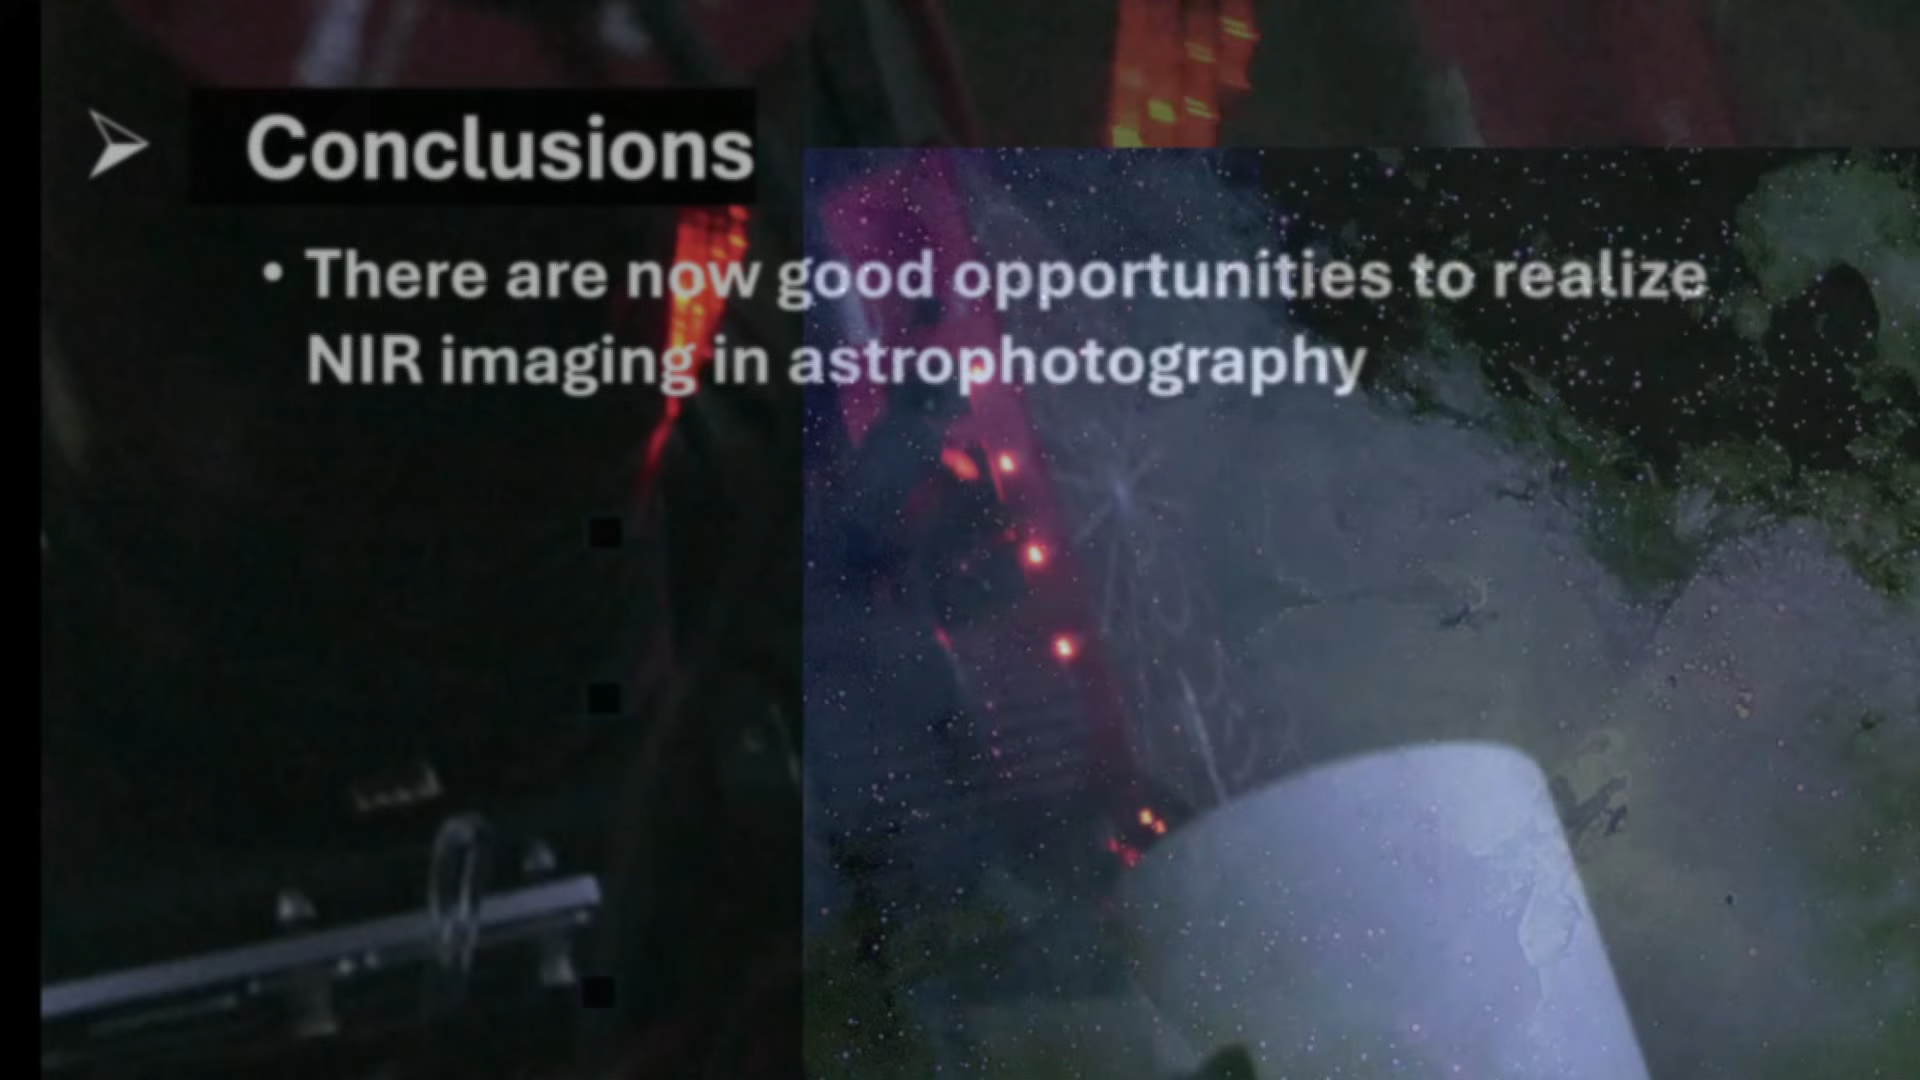 Conclusions
• There are now good opportunities to realize
NIR imaging in astrophotography